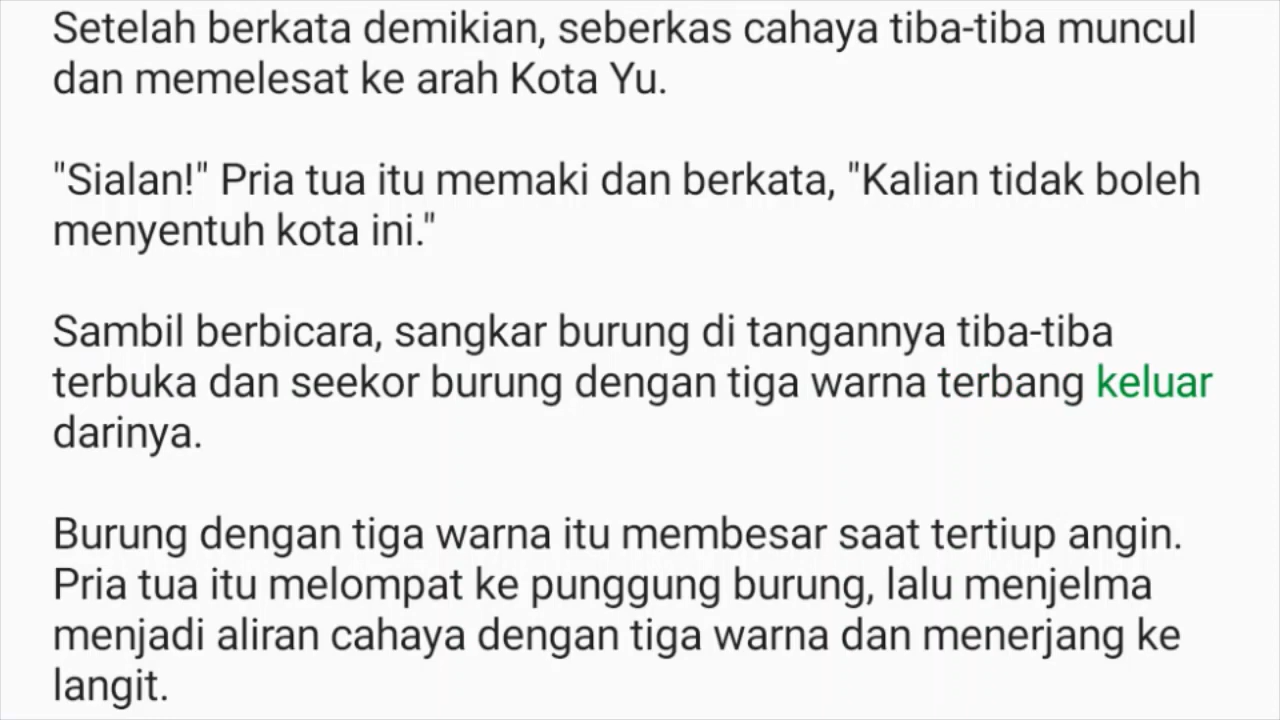 Setelah berkata demikian, seberkas cahaya tiba-tiba muncul
dan memelesat ke arah Kota Yu.
"Sialan!" Pria tua itu memaki dan berkata, "Kalian tidak boleh
menyentuh kota ini."
Sambil berbicara, sangkar burung di tangannya tiba-tiba
terbuka dan seekor burung dengan tiga warna terbang keluar
darinya.
Burung dengan tiga warna itu membesar saat tertiup angin.
Pria tua itu melompat ke punggung burung, lalu menjelma
menjadi aliran cahaya dengan tiga warna dan menerjang ke
langit.